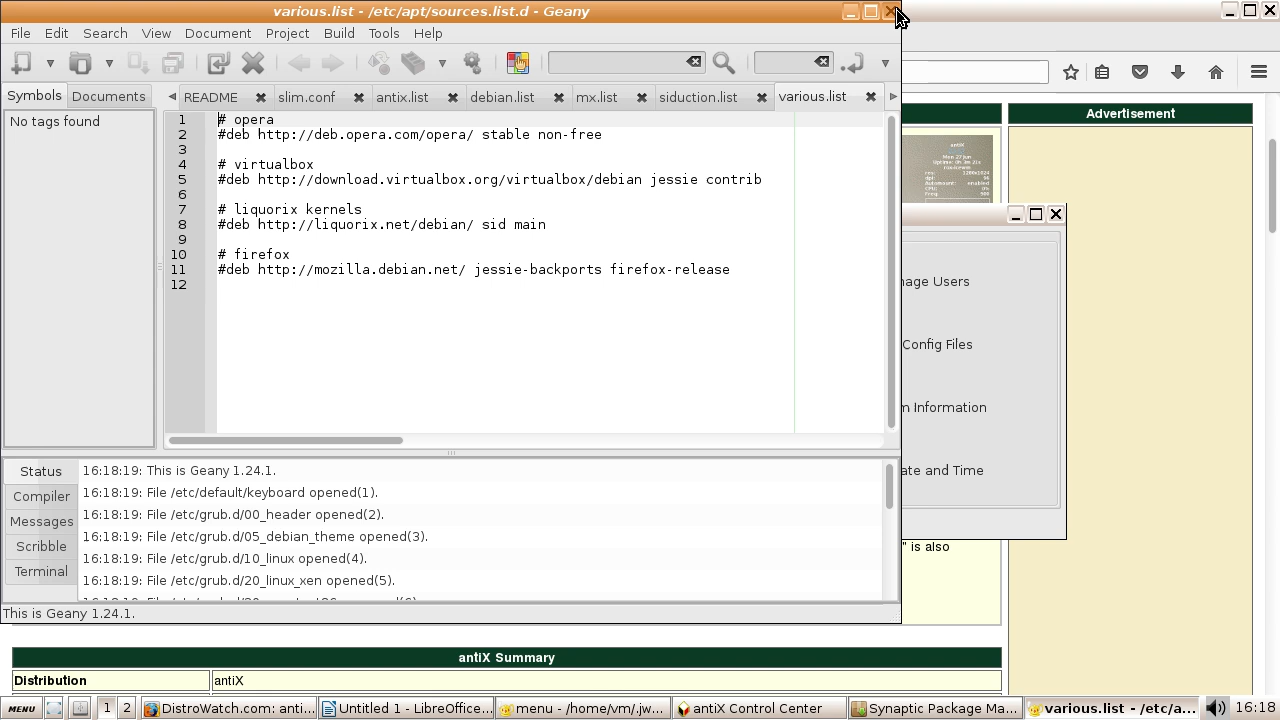 various.list - /etc/apt/sources.list.d - Geany
File Edit Search View Document Project Build Tools Help
Symbols Documents
README slim.conf antix.list debian.list mx.list siduction.list various.list
No tags found
1 # opera
2 #deb http://deb.opera.com/opera/ stable non-free
3
4 # virtualbox
5 #deb http://download.virtualbox.org/virtualbox/debian jessie contrib
6
7 # liquorix kernels
8 #deb http://liquorix.net/debian/ sid main
9
10 # firefox
11 #deb http://mozilla.debian.net/ jessie-backports firefox-release
12
Status
Compiler
Messages
Scribble
Terminal
16:18:19: This is Geany 1.24.1.
16:18:19: File /etc/default/keyboard opened(1).
16:18:19: File /etc/grub.d/00_header opened(2).
16:18:19: File /etc/grub.d/05_debian_theme opened(3).
16:18:19: File /etc/grub.d/10_linux opened(4).
16:18:19: File /etc/grub.d/20_linux_xen opened(5).
This is Geany 1.24.1.
Advertisement
antiX
Mon 27 Jun
nage Users
Config Files
m Information
ate and Time
" is also
antiX Summary
Distribution antiX
MENU 1 2 DistroWatch.com: anti... Untitled 1 - LibreOffice... menu - /home/vm/.jw... antiX Control Center Synaptic Package Ma... various.list - /etc/a... 16:18